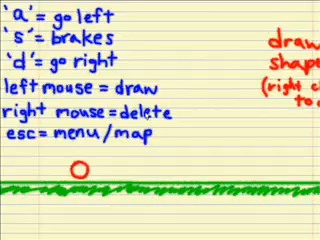 'a' = go left
's' = brakes
'd' = go right
left mouse = draw
right mouse = delete
esc = menu/map
draw
shape
(right c
to